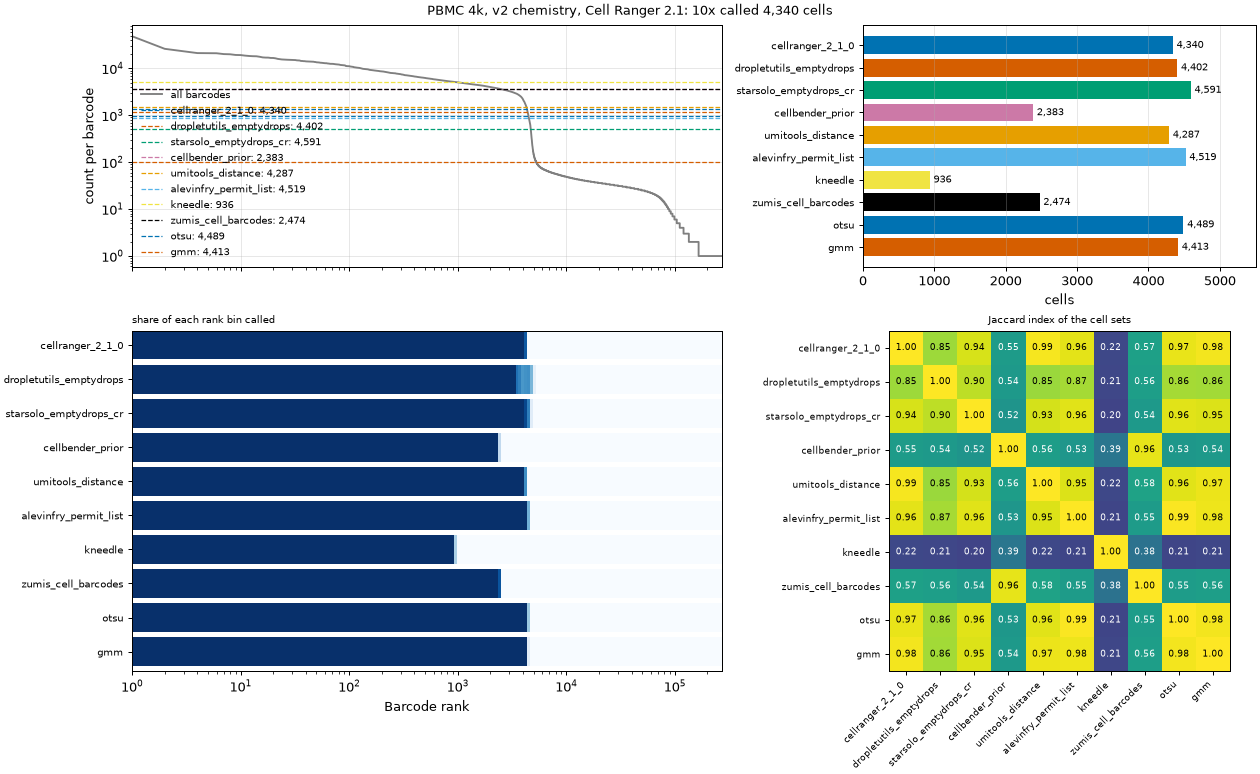 PBMC 4k, v2 chemistry, Cell Ranger 2.1: 10x called 4,340 cells
count per barcode
10⁴
10³
10²
10¹
10⁰
all barcodes
cellranger_2_1_0: 4,340
dropletutils_emptydrops: 4,402
starsolo_emptydrops_cr: 4,591
cellbender_prior: 2,383
umitools_distance: 4,287
alevinfry_permit_list: 4,519
kneedle: 936
zumis_cell_barcodes: 2,474
otsu: 4,489
gmm: 4,413
cellranger_2_1_0 4,340
dropletutils_emptydrops 4,402
starsolo_emptydrops_cr 4,591
cellbender_prior 2,383
umitools_distance 4,287
alevinfry_permit_list 4,519
kneedle 936
zumis_cell_barcodes 2,474
otsu 4,489
gmm 4,413
0 1000 2000 3000 4000 5000
cells
share of each rank bin called
cellranger_2_1_0
dropletutils_emptydrops
starsolo_emptydrops_cr
cellbender_prior
umitools_distance
alevinfry_permit_list
kneedle
zumis_cell_barcodes
otsu
gmm
10⁰ 10¹ 10² 10³ 10⁴ 10⁵
Barcode rank
Jaccard index of the cell sets
cellranger_2_1_0 1.00 0.85 0.94 0.55 0.99 0.96 0.22 0.57 0.97 0.98
dropletutils_emptydrops 0.85 1.00 0.90 0.54 0.85 0.87 0.21 0.56 0.86 0.86
starsolo_emptydrops_cr 0.94 0.90 1.00 0.52 0.93 0.96 0.20 0.54 0.96 0.95
cellbender_prior 0.55 0.54 0.52 1.00 0.56 0.53 0.39 0.96 0.53 0.54
umitools_distance 0.99 0.85 0.93 0.56 1.00 0.95 0.22 0.58 0.96 0.97
alevinfry_permit_list 0.96 0.87 0.96 0.53 0.95 1.00 0.21 0.55 0.99 0.98
kneedle 0.22 0.21 0.20 0.39 0.22 0.21 1.00 0.38 0.21 0.21
zumis_cell_barcodes 0.57 0.56 0.54 0.96 0.58 0.55 0.38 1.00 0.55 0.56
otsu 0.97 0.86 0.96 0.53 0.96 0.99 0.21 0.55 1.00 0.98
gmm 0.98 0.86 0.95 0.54 0.97 0.98 0.21 0.56 0.98 1.00
cellranger_2_1_0
dropletutils_emptydrops
starsolo_emptydrops_cr
cellbender_prior
umitools_distance
alevinfry_permit_list
kneedle
zumis_cell_barcodes
otsu
gmm